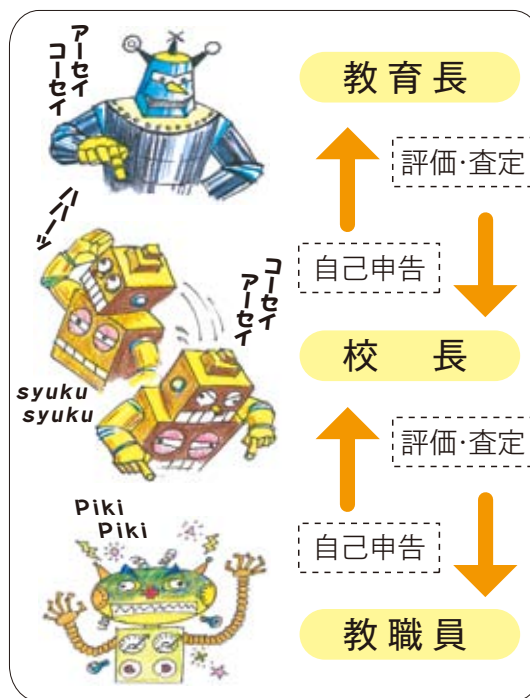 アーセイ
コーセイ
ハハーッ
コーセイ
アーセイ
syuku
syuku
Piki
Piki
教育長
評価・査定
自己申告
校 長
評価・査定
自己申告
教職員